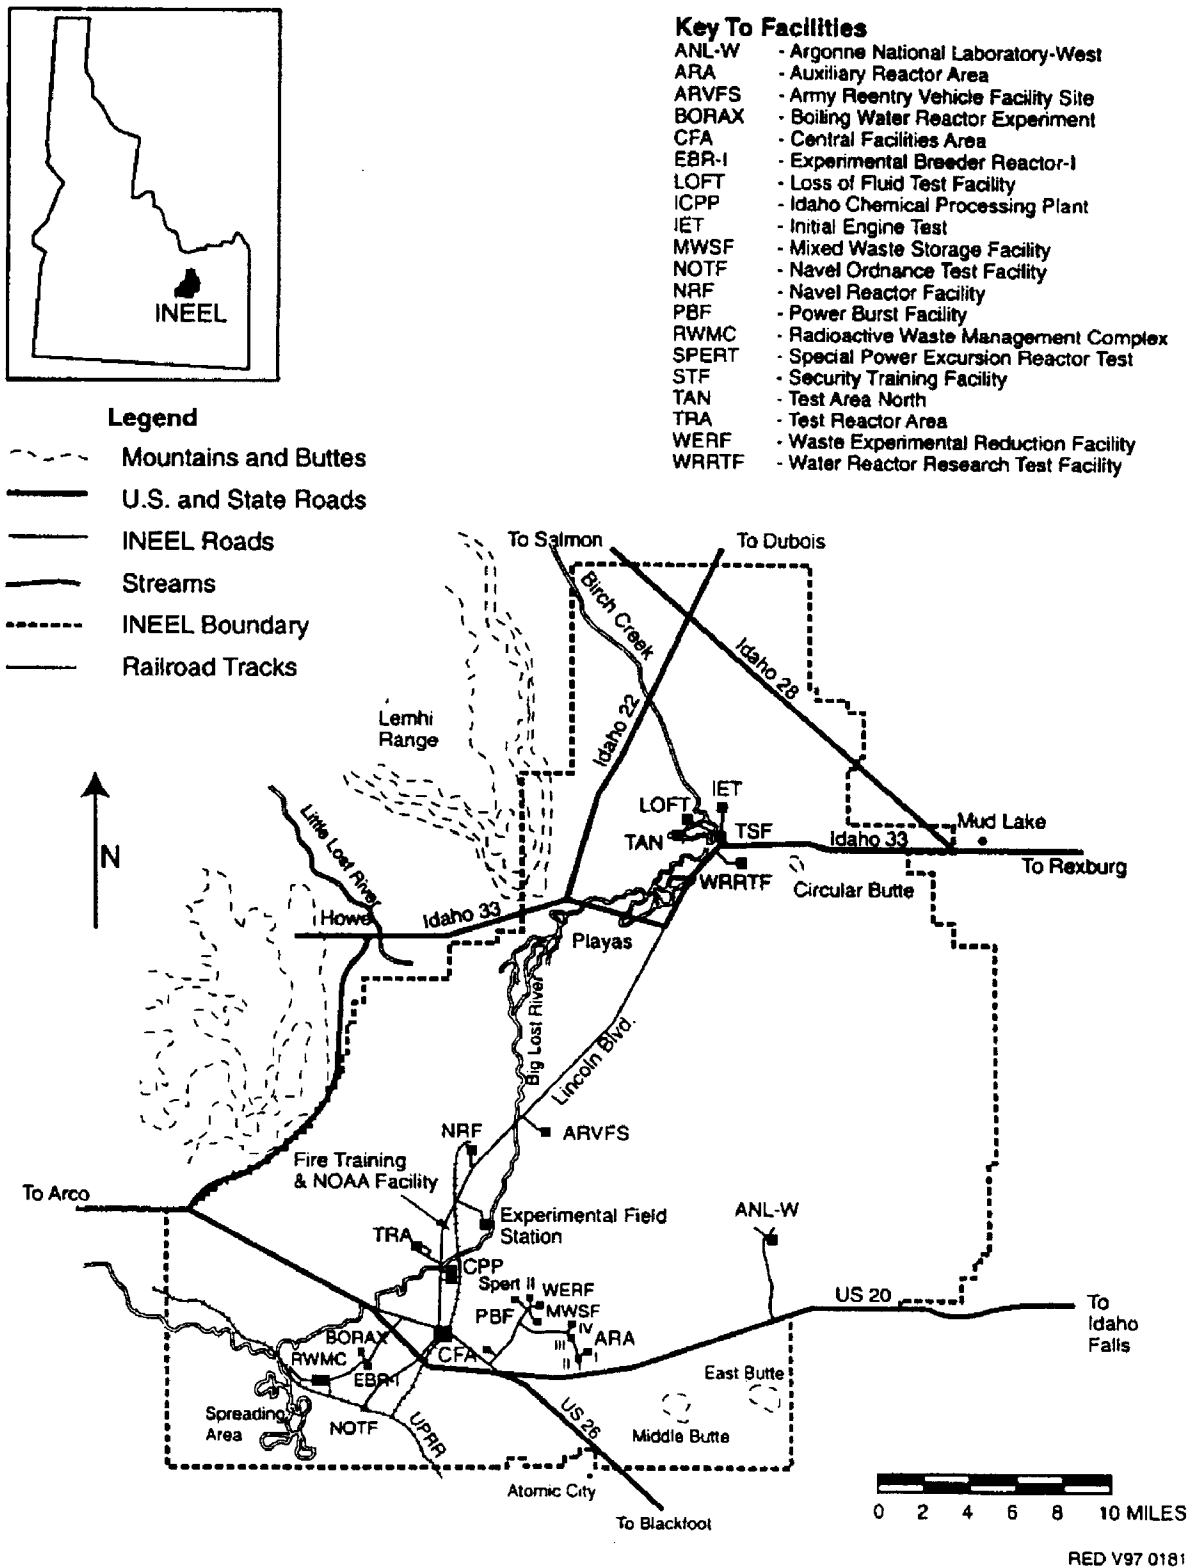 INEEL
Key To Facilities
ANL-W - Argonne National Laboratory-West
ARA - Auxiliary Reactor Area
ARVFS - Army Reentry Vehicle Facility Site
BORAX - Boiling Water Reactor Experiment
CFA - Central Facilities Area
EBR-I - Experimental Breeder Reactor-I
LOFT - Loss of Fluid Test Facility
ICPP - Idaho Chemical Processing Plant
IET - Initial Engine Test
MWSF - Mixed Waste Storage Facility
NOTF - Navel Ordnance Test Facility
NRF - Navel Reactor Facility
PBF - Power Burst Facility
RWMC - Radioactive Waste Management Complex
SPERT - Special Power Excursion Reactor Test
STF - Security Training Facility
TAN - Test Area North
TRA - Test Reactor Area
WERF - Waste Experimental Reduction Facility
WRRTF - Water Reactor Research Test Facility
Legend
Mountains and Buttes
U.S. and State Roads
INEEL Roads
Streams
INEEL Boundary
Railroad Tracks
N
To Salmon
To Dubois
Birch Creek
Idaho 28
Idaho 22
Lemhi
Range
Little Lost River
IET
LOFT
TAN
TSF
Idaho 33
Mud Lake
To Rexburg
WRRTF
Circular Butte
Howe
Idaho 33
Playas
Big Lost River
Lincoln Blvd.
NRF
ARVFS
Fire Training
& NOAA Facility
To Arco
Experimental Field
Station
ANL-W
TRA
ICPP
Spert II
WERF
MWSF
PBF
IV
III
II
I
ARA
US 20
To
Idaho
Falls
BORAX
RWMC
CFA
EBR-I
East Butte
Spreading
Area
NOTF
UPRR
US 26
Middle Butte
Atomic City
To Blackfoot
0 2 4 6 8 10 MILES
RED V97 0181